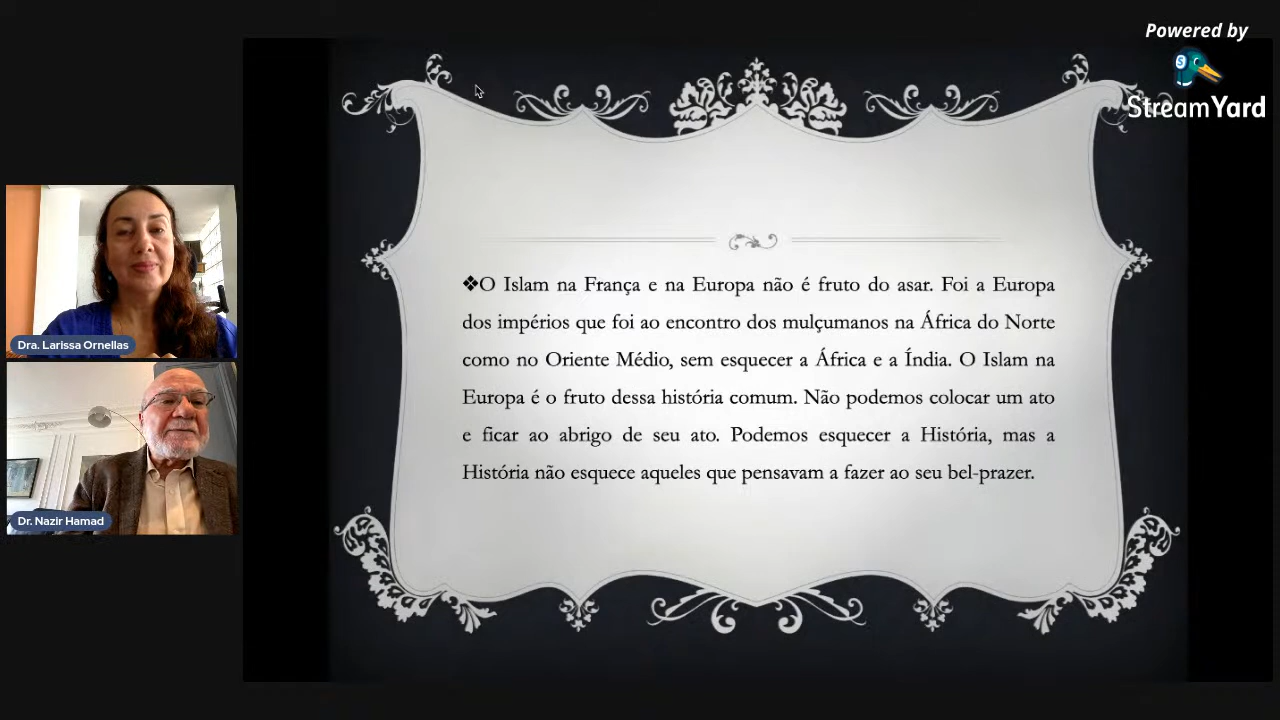 Powered by
StreamYard
❖O Islam na França e na Europa não é fruto do asar. Foi a Europa
dos impérios que foi ao encontro dos mulçumanos na África do Norte
como no Oriente Médio, sem esquecer a África e a Índia. O Islam na
Europa é o fruto dessa história comum. Não podemos colocar um ato
e ficar ao abrigo de seu ato. Podemos esquecer a História, mas a
História não esquece aqueles que pensavam a fazer ao seu bel-prazer.
Dra. Larissa Ornellas
Dr. Nazir Hamad